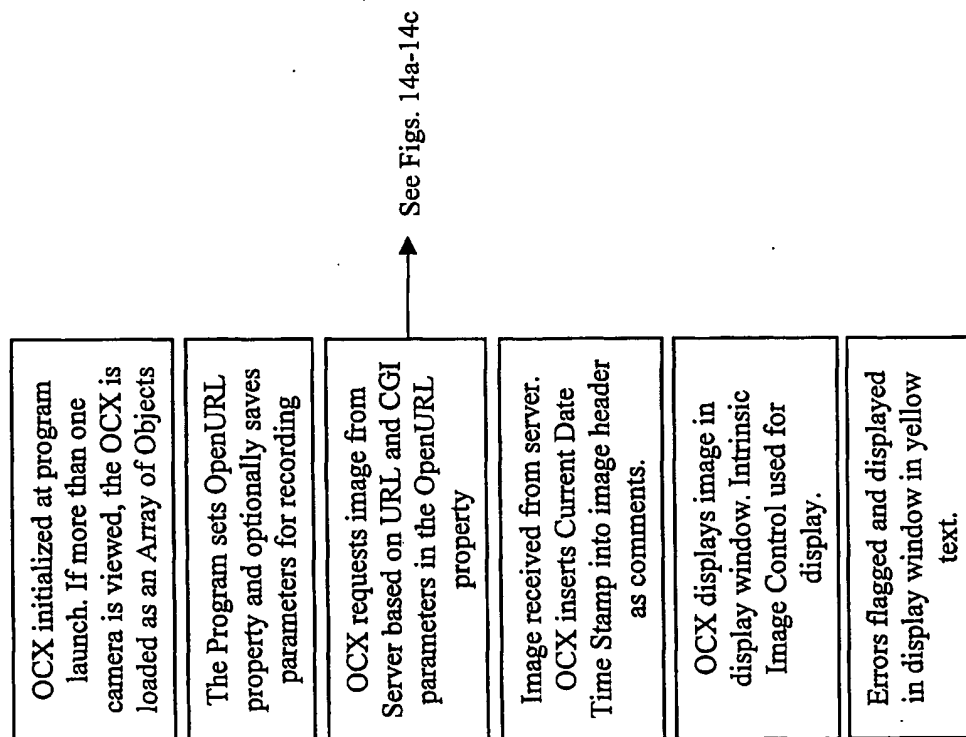 OCX initialized at program
launch. If more than one
camera is viewed, the OCX is
loaded as an Array of Objects
The Program sets OpenURL
property and optionally saves
parameters for recording
OCX requests image from
Server based on URL and CGI
parameters in the OpenURL
property
See Figs. 14a-14c
Image received from server.
OCX inserts Current Date
Time Stamp into image header
as comments.
OCX displays image in
display window. Intrinsic
Image Control used for
display.
Errors flagged and displayed
in display window in yellow
text.